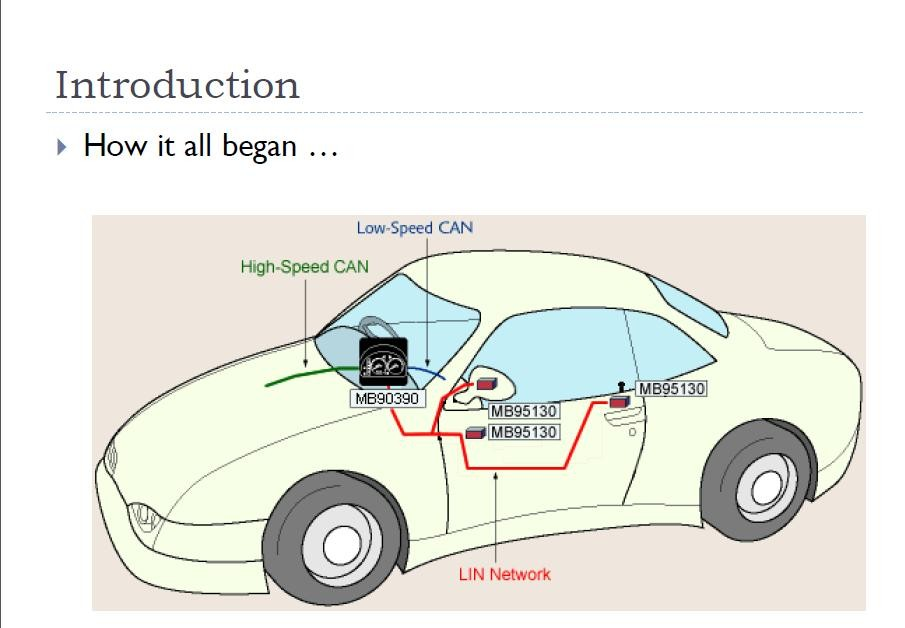 Introduction
How it all began …
Low-Speed CAN
High-Speed CAN
MB90390
MB95130
MB95130
MB95130
LIN Network